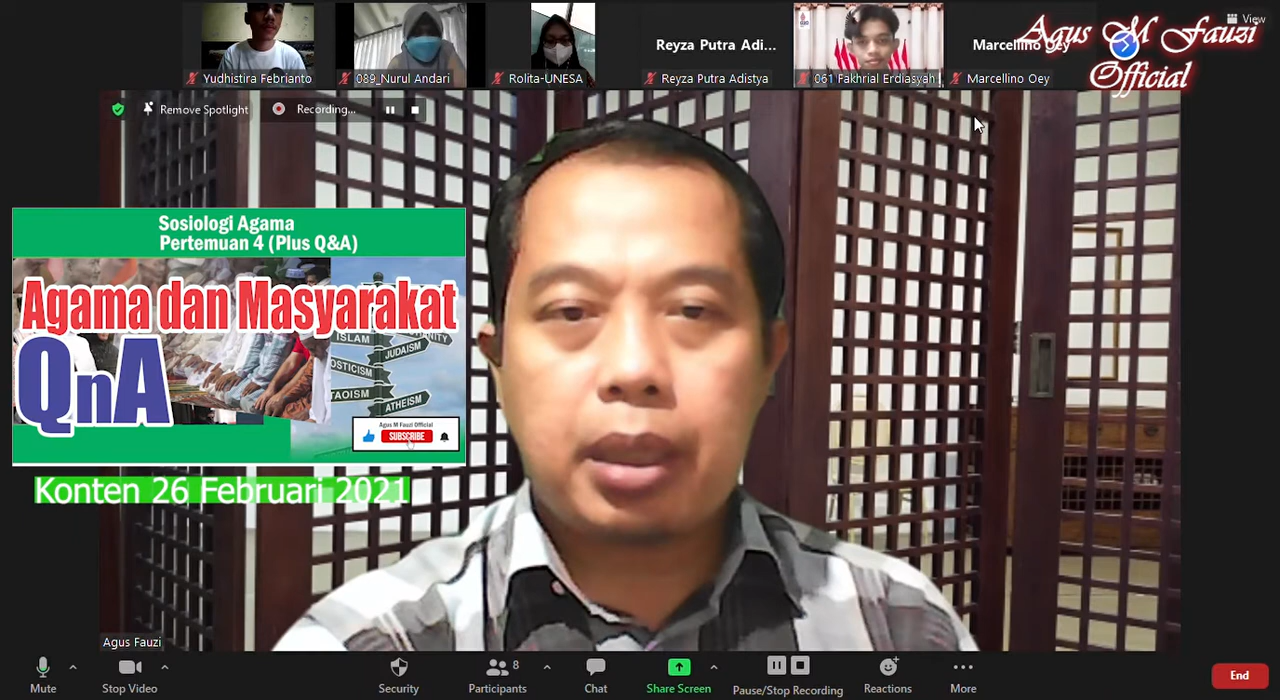 Agus M Fauzi
Official
View
Reyza Putra Adi...
Marcellino Oey
Yudhistira Febrianto
089_Nurul Andari
Rolita-UNESA
Reyza Putra Adistya
061 Fakhrial Erdiasyah
Marcellino Oey
Remove Spotlight
Recording...
Sosiologi Agama
Pertemuan 4 (Plus Q&A)
Agama dan Masyarakat
QnA
ISLAM
JUDAISM
TAOISM
ATHEISM
Agus M Fauzi Official
SUBSCRIBE
Konten 26 Februari 2021
Agus Fauzi
8
Mute
Stop Video
Security
Participants
Chat
Share Screen
Pause/Stop Recording
Reactions
More
End